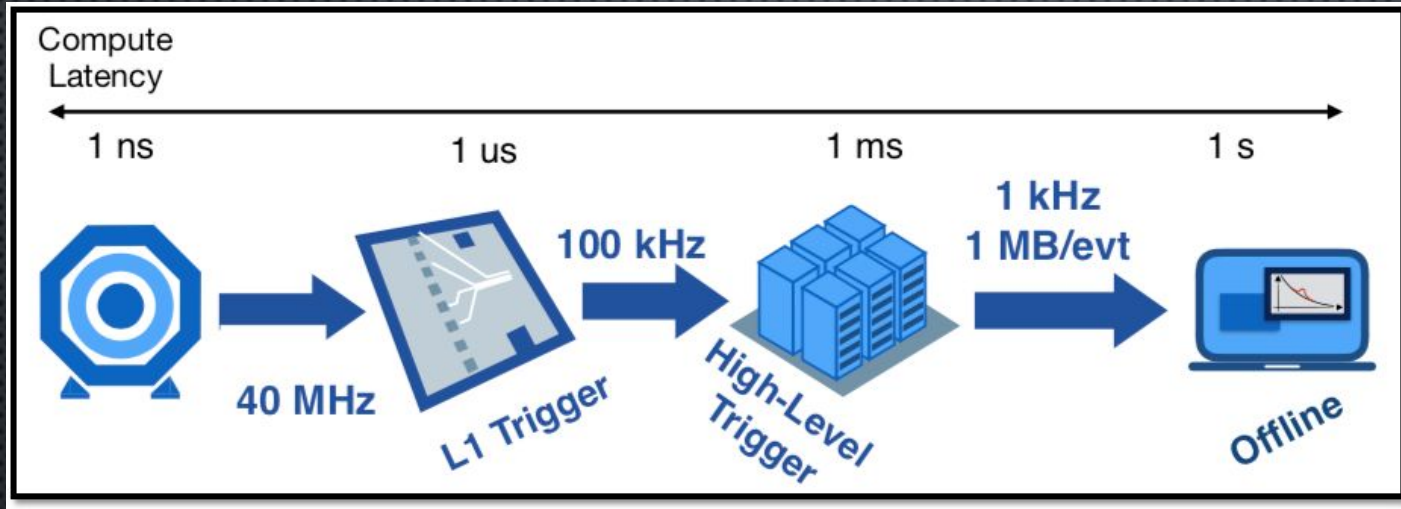 Compute
Latency
1 ns
1 us
1 ms
1 s
40 MHz
L1 Trigger
100 kHz
High-Level
Trigger
1 kHz
1 MB/evt
Offline